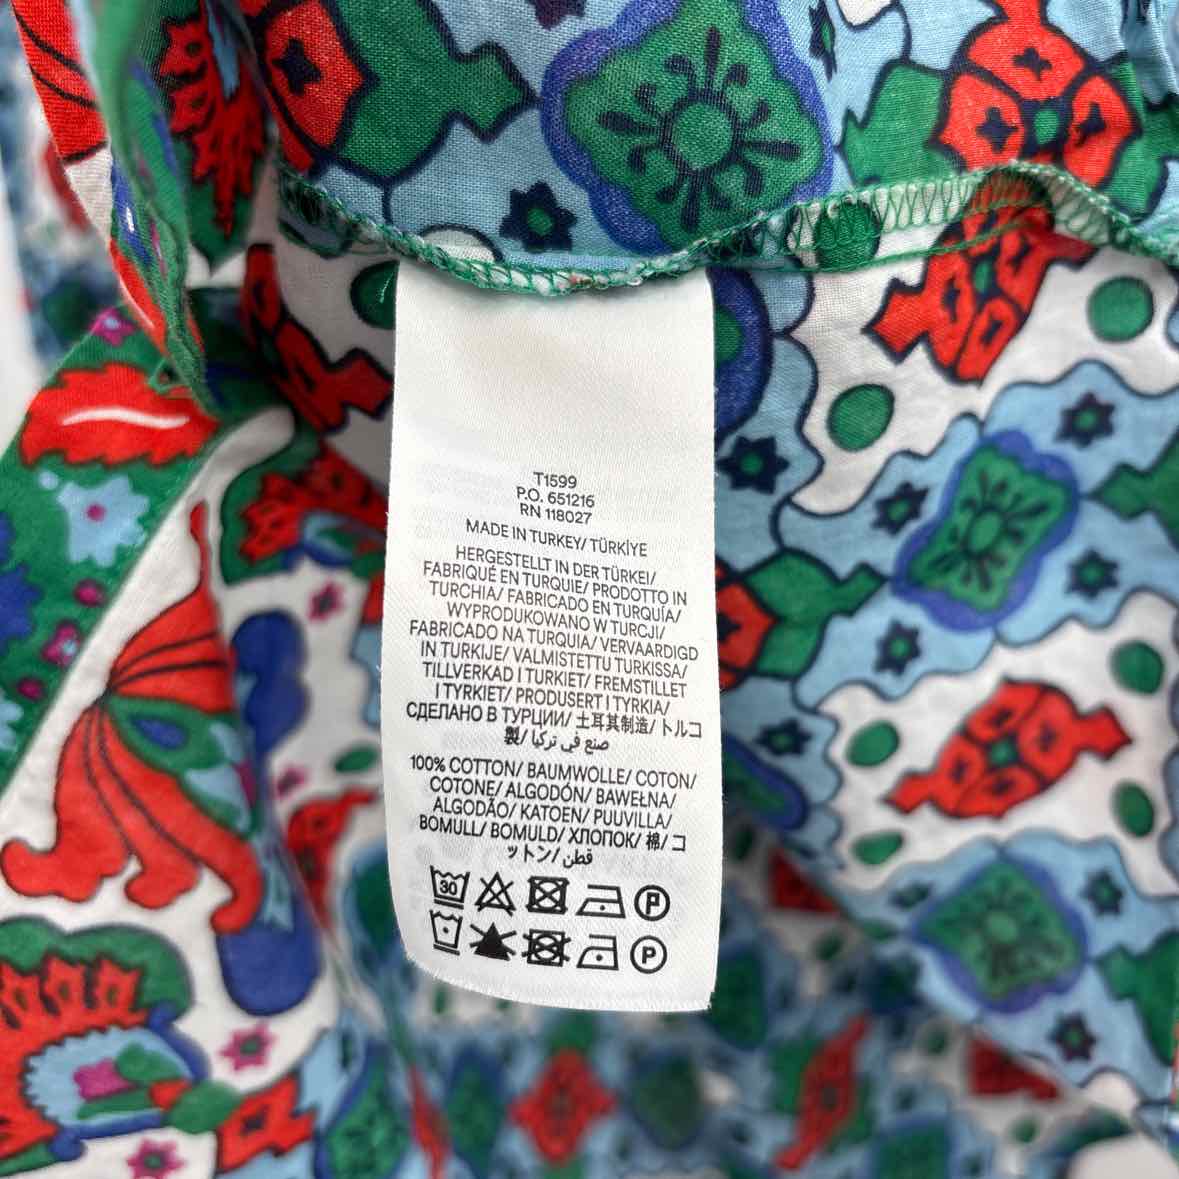 T1599
P.O. 651216
RN 118027
MADE IN TURKEY/ TÜRKİYE
HERGESTELLT IN DER TÜRKEI/
FABRIQUÉ EN TURQUIE/ PRODOTTO IN
TURCHIA/ FABRICADO EN TURQUÍA/
WYPRODUKOWANO W TURCJI/
FABRICADO NA TURQUIA/ VERVAARDIGD
IN TURKIJE/ VALMISTETTU TURKISSA/
TILLVERKAD I TURKIET/ FREMSTILLET
I TYRKIET/ PRODUSERT I TYRKIA/
СДЕЛАНО В ТУРЦИИ/ 土耳其制造/ トルコ
製/ صنع في تركيا/
100% COTTON/ BAUMWOLLE/ COTON/
COTONE/ ALGODÓN/ BAWEŁNA/
ALGODÃO/ KATOEN/ PUUVILLA/
BOMULL/ BOMULD/ ХЛОПОК/ 棉/ コ
ットン/ قطن/
30 P
P